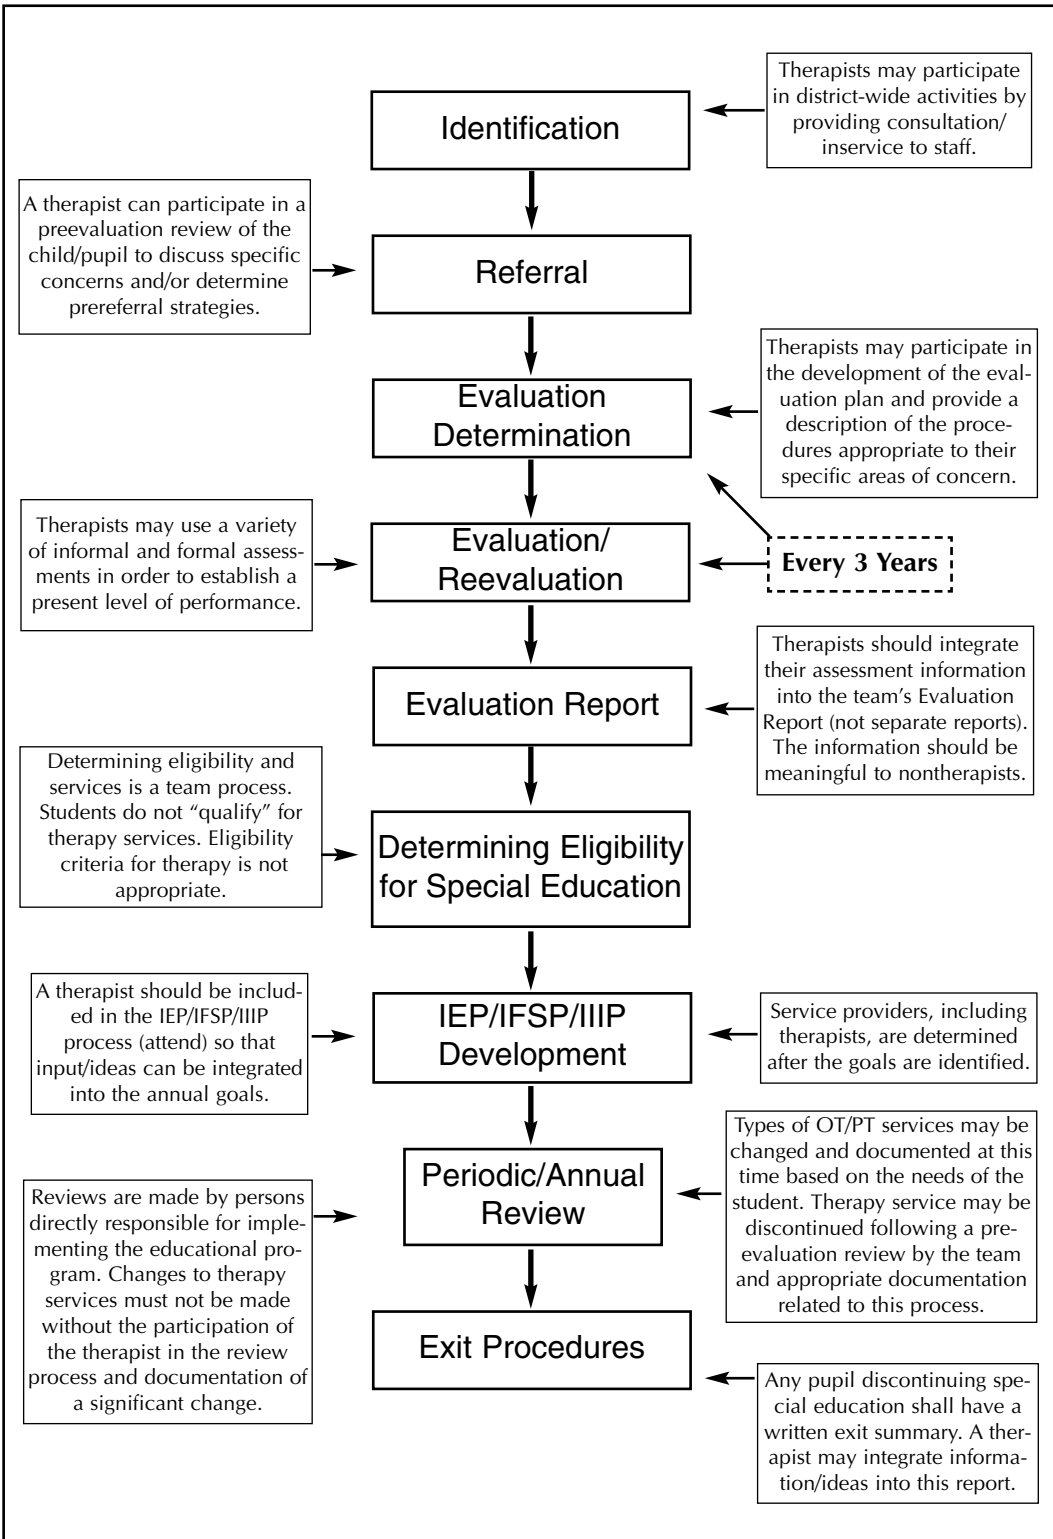 Therapists may participate
in district-wide activities by
providing consultation/
inservice to staff.
Identification
A therapist can participate in a
preevaluation review of the
child/pupil to discuss specific
concerns and/or determine
prereferral strategies.
Referral
Therapists may participate in
the development of the eval-
uation plan and provide a
description of the proce-
dures appropriate to their
specific areas of concern.
Evaluation
Determination
Therapists may use a variety
of informal and formal assess-
ments in order to establish a
present level of performance.
Evaluation/
Reevaluation
Every 3 Years
Therapists should integrate
their assessment information
into the team's Evaluation
Report (not separate reports).
The information should be
meaningful to nontherapists.
Evaluation Report
Determining eligibility and
services is a team process.
Students do not “qualify” for
therapy services. Eligibility
criteria for therapy is not
appropriate.
Determining Eligibility
for Special Education
A therapist should be includ-
ed in the IEP/IFSP/IIIP
process (attend) so that
input/ideas can be integrated
into the annual goals.
IEP/IFSP/IIIP
Development
Service providers, including
therapists, are determined
after the goals are identified.
Types of OT/PT services may be
changed and documented at this
time based on the needs of the
student. Therapy service may be
discontinued following a pre-
evaluation review by the team
and appropriate documentation
related to this process.
Periodic/Annual
Review
Reviews are made by persons
directly responsible for imple-
menting the educational pro-
gram. Changes to therapy
services must not be made
without the participation of
the therapist in the review
process and documentation of
a significant change.
Exit Procedures
Any pupil discontinuing spe-
cial education shall have a
written exit summary. A ther-
apist may integrate informa-
tion/ideas into this report.